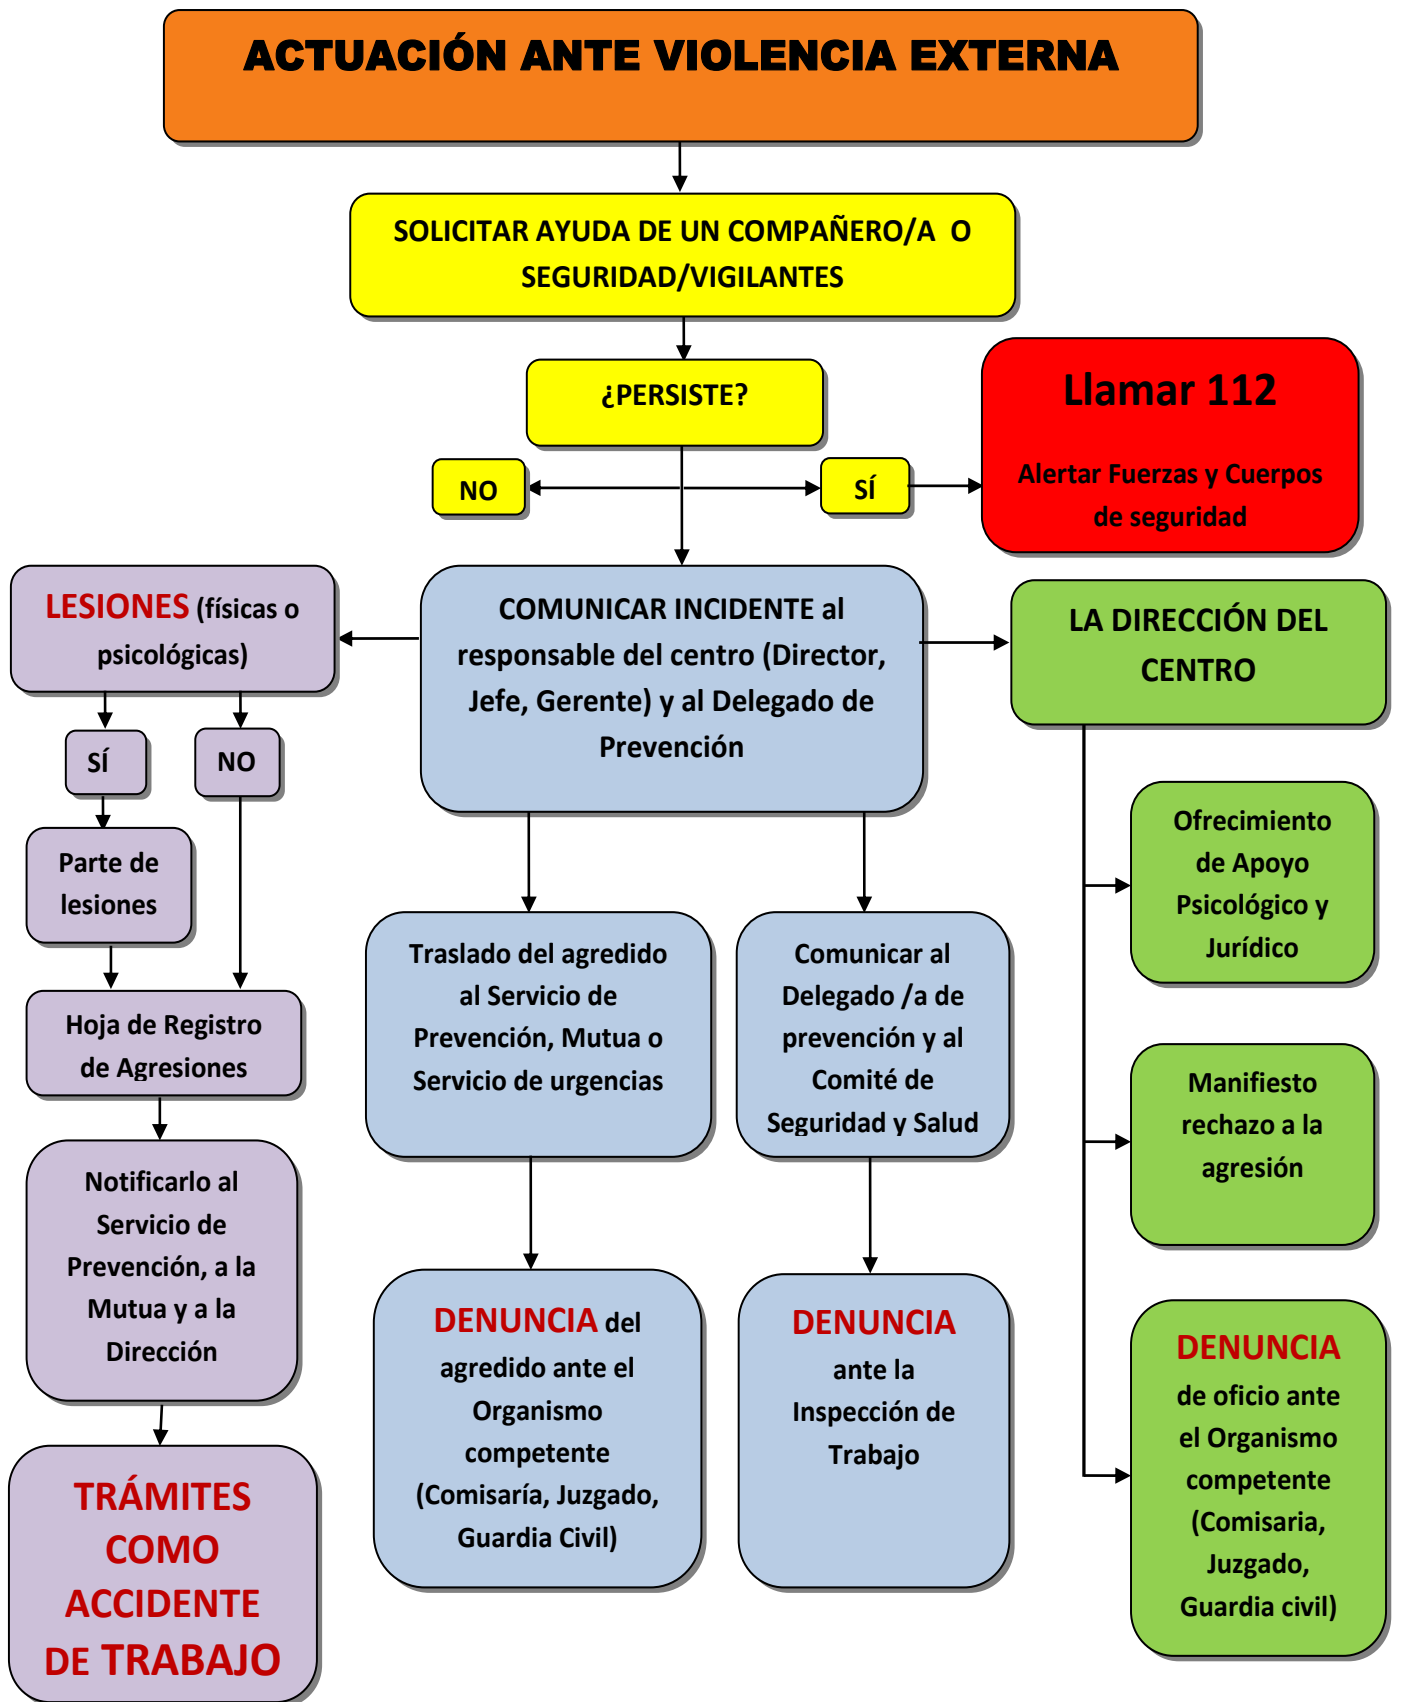 ACTUACIÓN ANTE VIOLENCIA EXTERNA
SOLICITAR AYUDA DE UN COMPAÑERO/A O
SEGURIDAD/VIGILANTES
¿PERSISTE?
Llamar 112
Alertar Fuerzas y Cuerpos
de seguridad
NO
SÍ
LESIONES (físicas o
psicológicas)
SÍ
NO
Parte de
lesiones
Hoja de Registro
de Agresiones
Notificarlo al
Servicio de
Prevención, a la
Mutua y a la
Dirección
TRÁMITES
COMO
ACCIDENTE
DE TRABAJO
COMUNICAR INCIDENTE al
responsable del centro (Director,
Jefe, Gerente) y al Delegado de
Prevención
Traslado del agredido
al Servicio de
Prevención, Mutua o
Servicio de urgencias
DENUNCIA del
agredido ante el
Organismo
competente
(Comisaría, Juzgado,
Guardia Civil)
Comunicar al
Delegado /a de
prevención y al
Comité de
Seguridad y Salud
DENUNCIA
ante la
Inspección de
Trabajo
LA DIRECCIÓN DEL
CENTRO
Ofrecimiento
de Apoyo
Psicológico y
Jurídico
Manifiesto
rechazo a la
agresión
DENUNCIA
de oficio ante
el Organismo
competente
(Comisaria,
Juzgado,
Guardia civil)